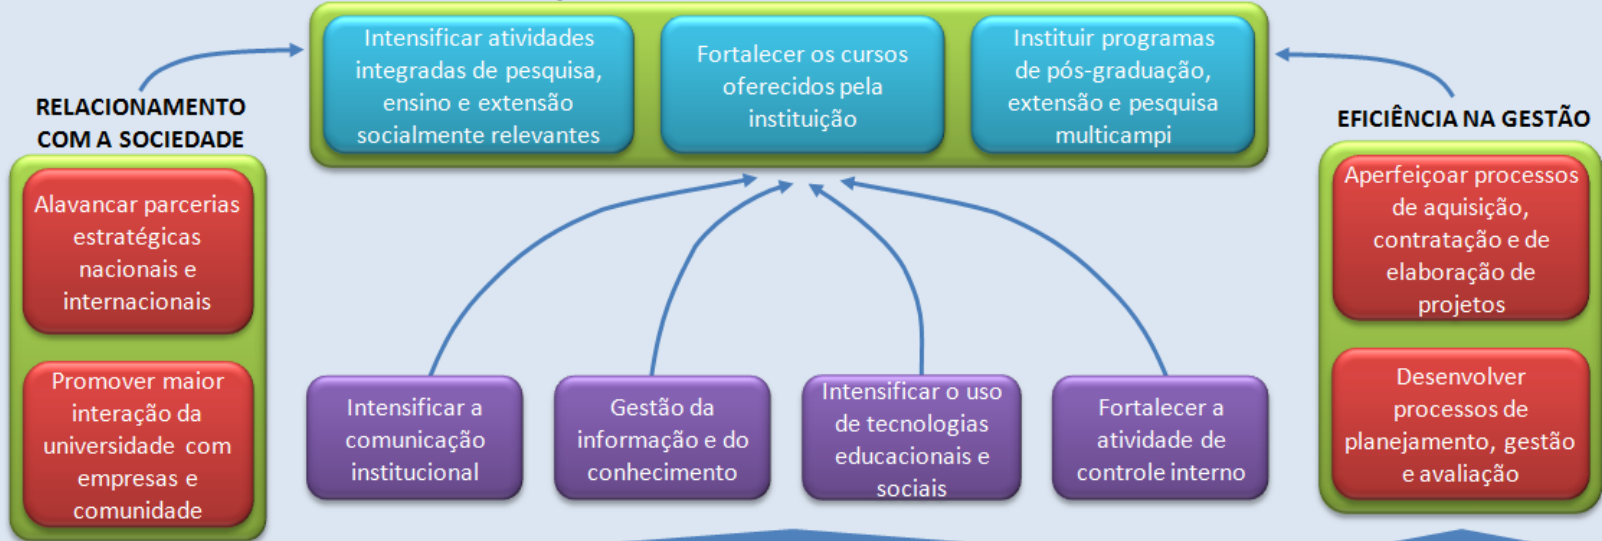 Intensificar atividades
integradas de pesquisa,
ensino e extensão
socialmente relevantes
Fortalecer os cursos
oferecidos pela
instituição
Instituir programas
de pós-graduação,
extensão e pesquisa
multicampi
RELACIONAMENTO
COM A SOCIEDADE
Alavancar parcerias
estratégicas
nacionais e
internacionais
Promover maior
interação da
universidade com
empresas e
comunidade
Intensificar a
comunicação
institucional
Gestão da
informação e do
conhecimento
Intensificar o uso
de tecnologias
educacionais e
sociais
Fortalecer a
atividade de
controle interno
EFICIÊNCIA NA GESTÃO
Aperfeiçoar processos
de aquisição,
contratação e de
elaboração de
projetos
Desenvolver
processos de
planejamento, gestão
e avaliação